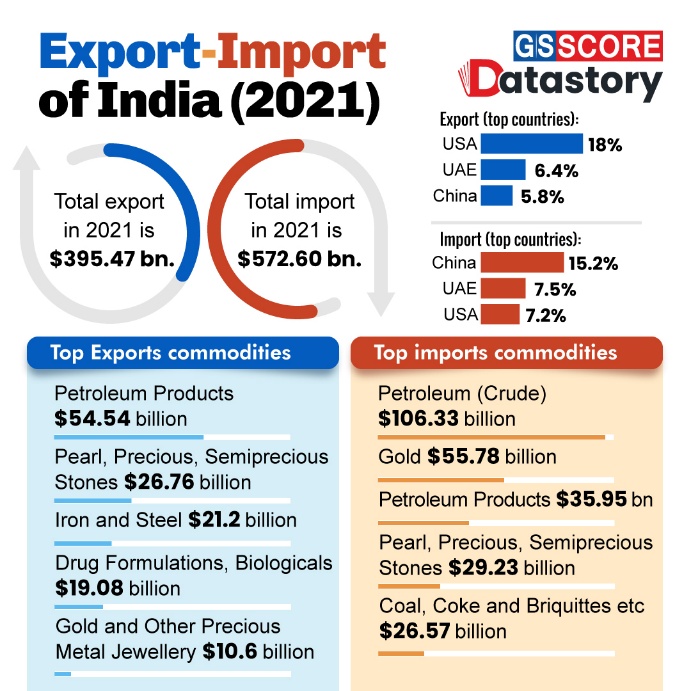 Export-Import
of India (2021)
GSSCORE
Datastory
Total export
in 2021 is
$395.47 bn.
Total import
in 2021 is
$572.60 bn.
Export (top countries):
USA 18%
UAE 6.4%
China 5.8%
Import (top countries):
China 15.2%
UAE 7.5%
USA 7.2%
Top Exports commodities
Petroleum Products
$54.54 billion
Pearl, Precious, Semiprecious
Stones $26.76 billion
Iron and Steel $21.2 billion
Drug Formulations, Biologicals
$19.08 billion
Gold and Other Precious
Metal Jewellery $10.6 billion
Top imports commodities
Petroleum (Crude)
$106.33 billion
Gold $55.78 billion
Petroleum Products $35.95 bn
Pearl, Precious, Semiprecious
Stones $29.23 billion
Coal, Coke and Briquittes etc
$26.57 billion